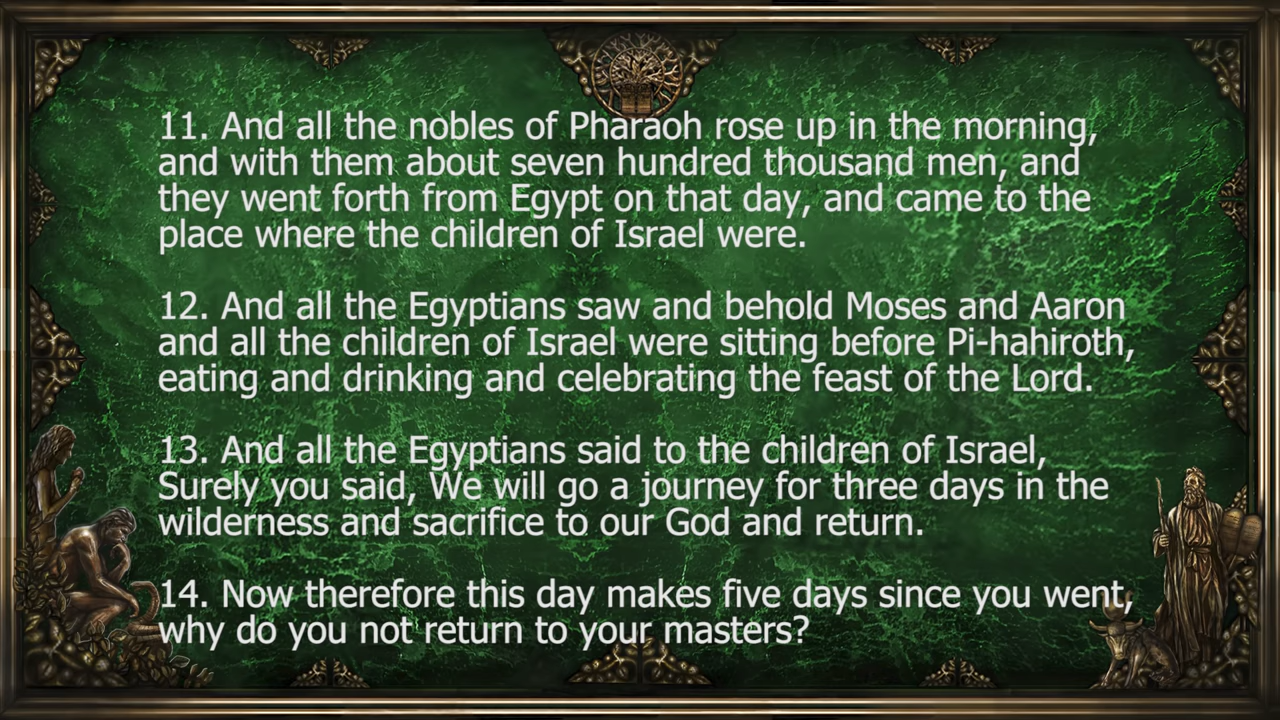 11. And all the nobles of Pharaoh rose up in the morning,
and with them about seven hundred thousand men, and
they went forth from Egypt on that day, and came to the
place where the children of Israel were.
12. And all the Egyptians saw and behold Moses and Aaron
and all the children of Israel were sitting before Pi-hahiroth,
eating and drinking and celebrating the feast of the Lord.
13. And all the Egyptians said to the children of Israel,
Surely you said, We will go a journey for three days in the
wilderness and sacrifice to our God and return.
14. Now therefore this day makes five days since you went,
why do you not return to your masters?